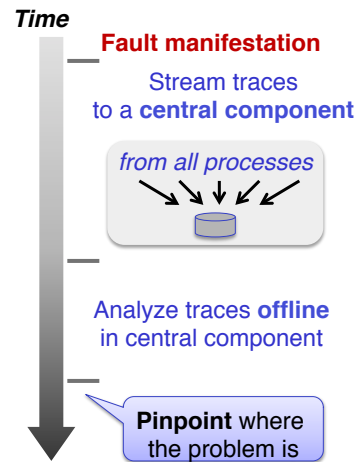 Time
Fault manifestation
Stream traces
to a central component
from all processes
Analyze traces offline
in central component
Pinpoint where
the problem is